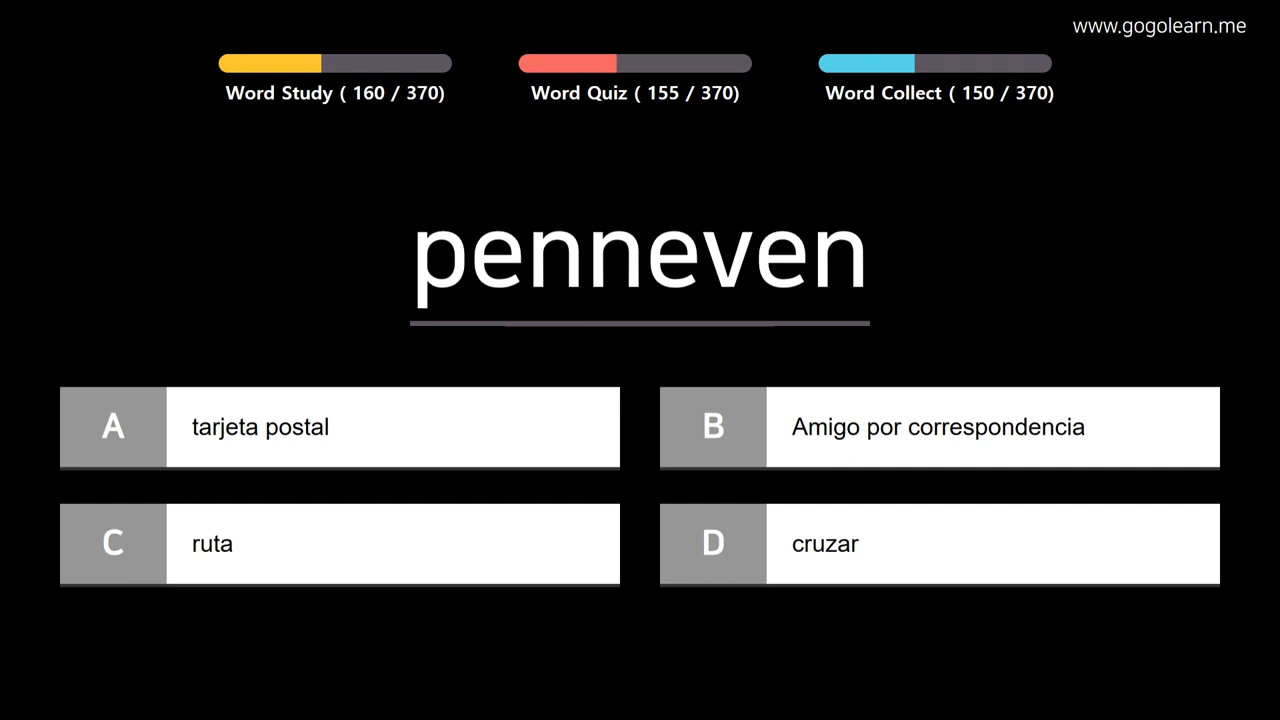 www.gogolearn.me
Word Study ( 160 / 370)
Word Quiz ( 155 / 370)
Word Collect ( 150 / 370)
penneven
A tarjeta postal
B Amigo por correspondencia
C ruta
D cruzar